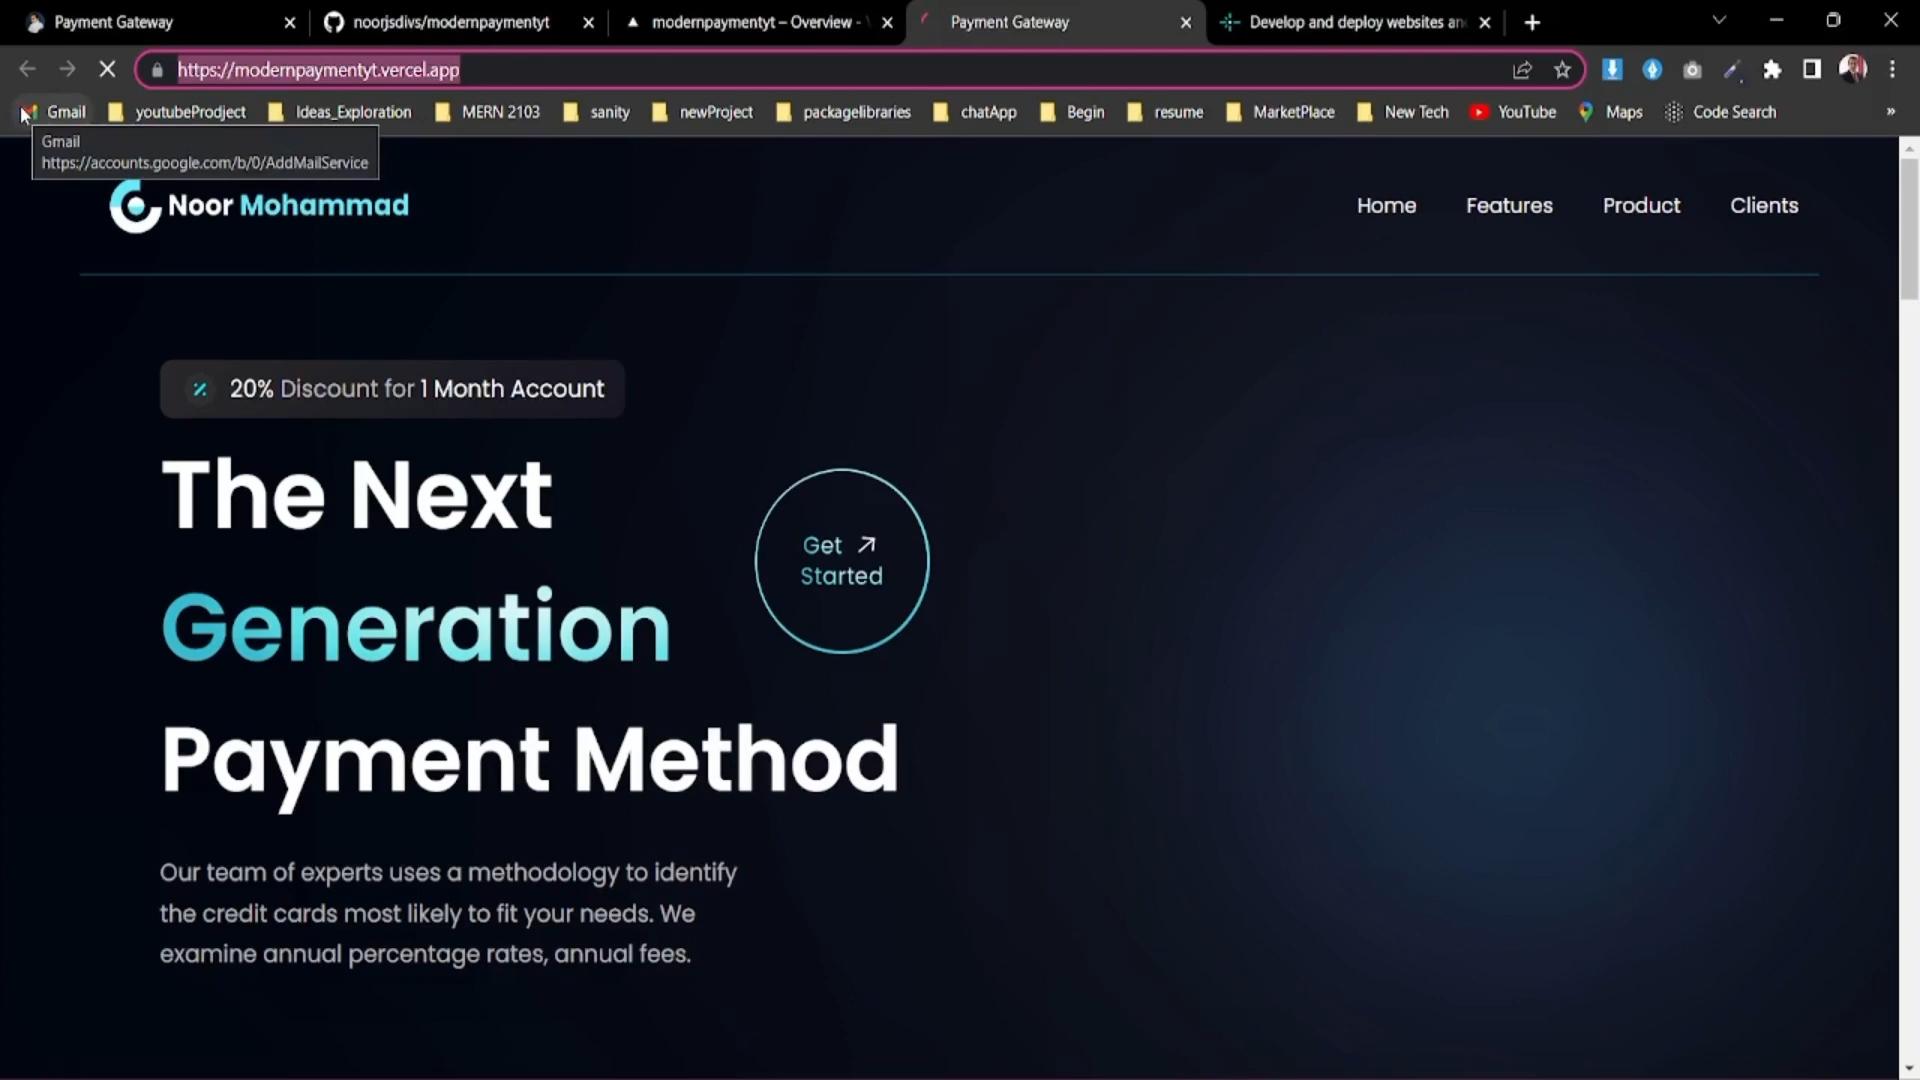 Payment Gateway
noorjsdivs/modernpaymentyt
modernpaymentyt – Overview -
Payment Gateway
Develop and deploy websites an
https://modernpaymentyt.vercel.app
Gmail
youtubeProdject
Ideas_Exploration
MERN 2103
sanity
newProject
packagelibraries
chatApp
Begin
resume
MarketPlace
New Tech
YouTube
Maps
Code Search
»
Gmail
https://accounts.google.com/b/0/AddMailService
Noor Mohammad
Home
Features
Product
Clients
20% Discount for 1 Month Account
The Next
Generation
Payment Method
Get
Started
Our team of experts uses a methodology to identify
the credit cards most likely to fit your needs. We
examine annual percentage rates, annual fees.